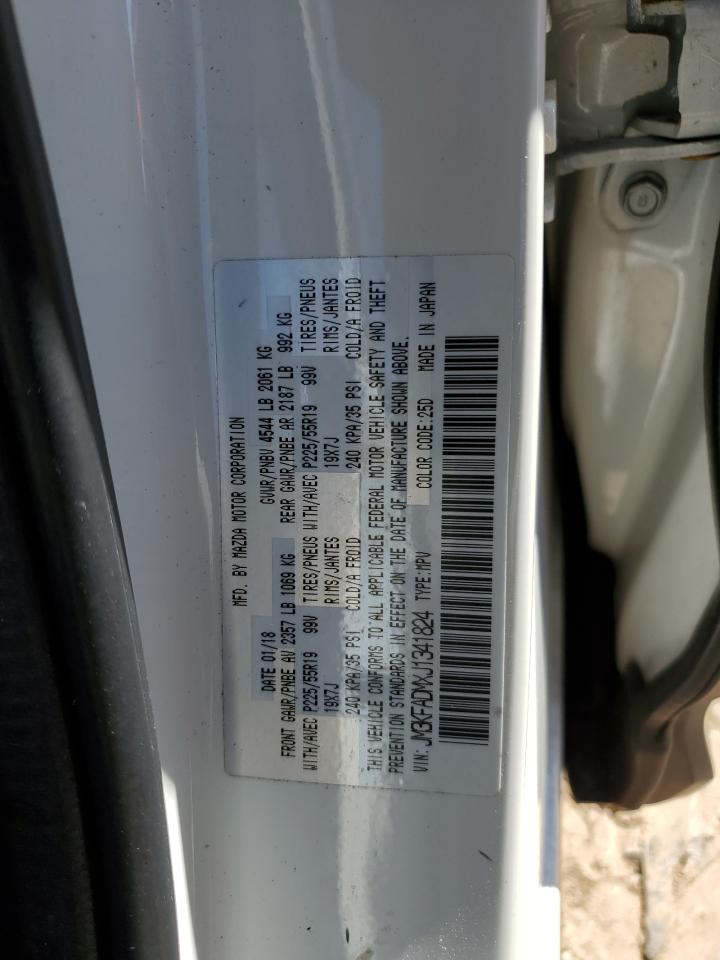 MFD. BY MAZDA MOTOR CORPORATION
DATE 01/18 GVWR/PNBV 4544 LB 2061 KG
FRONT GAWR/PNBE AV 2357 LB 1069 KG REAR GAWR/PNBE AR 2187 LB 992 KG
WITH/AVEC P225/55R19 99V TIRES/PNEUS WITH/AVEC P225/55R19 99V TIRES/PNEUS
19X7J RIMS/JANTES 19X7J RIMS/JANTES
240 KPA/35 PSI COLD/A FROID 240 KPA/35 PSI COLD/A FROID
THIS VEHICLE CONFORMS TO ALL APPLICABLE FEDERAL MOTOR VEHICLE SAFETY AND THEFT
PREVENTION STANDARDS IN EFFECT ON THE DATE OF MANUFACTURE SHOWN ABOVE.
VIN: JM3KFADMXJ1341824 TYPE:MPV COLOR CODE:25D MADE IN JAPAN